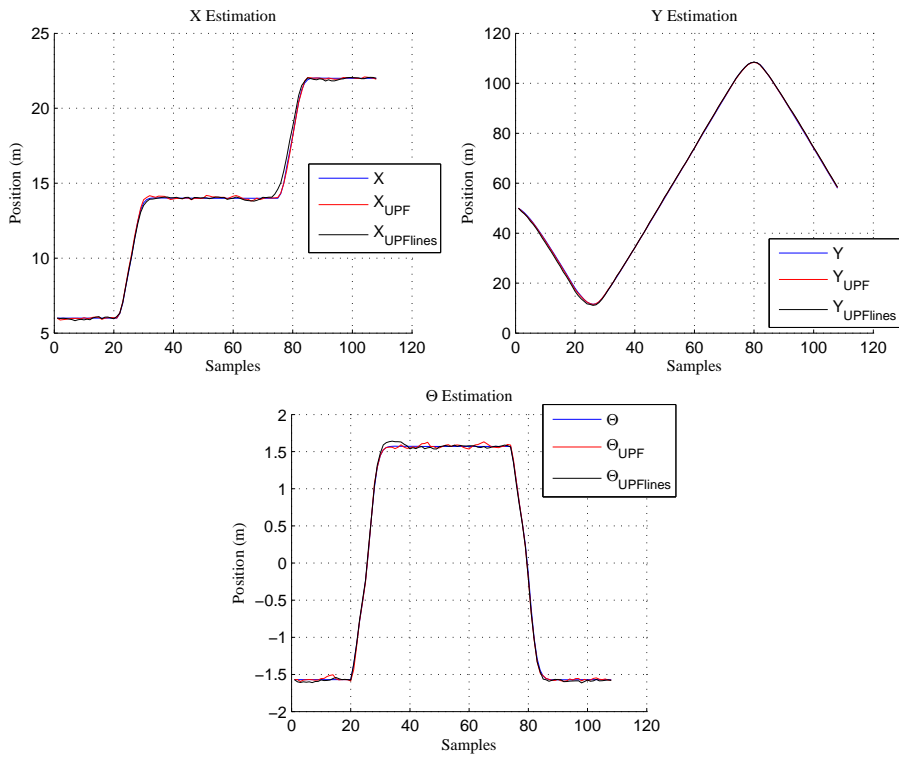 X Estimation
25
20
15
10
5
0 20 40 60 80 100 120
Position (m)
Samples
X
X_UPF
X_UPFlines
Y Estimation
120
100
80
60
40
20
0
0 20 40 60 80 100 120
Position (m)
Samples
Y
Y_UPF
Y_UPFlines
Θ Estimation
2
1.5
1
0.5
0
−0.5
−1
−1.5
−2
0 20 40 60 80 100 120
Position (m)
Samples
Θ
Θ_UPF
Θ_UPFlines